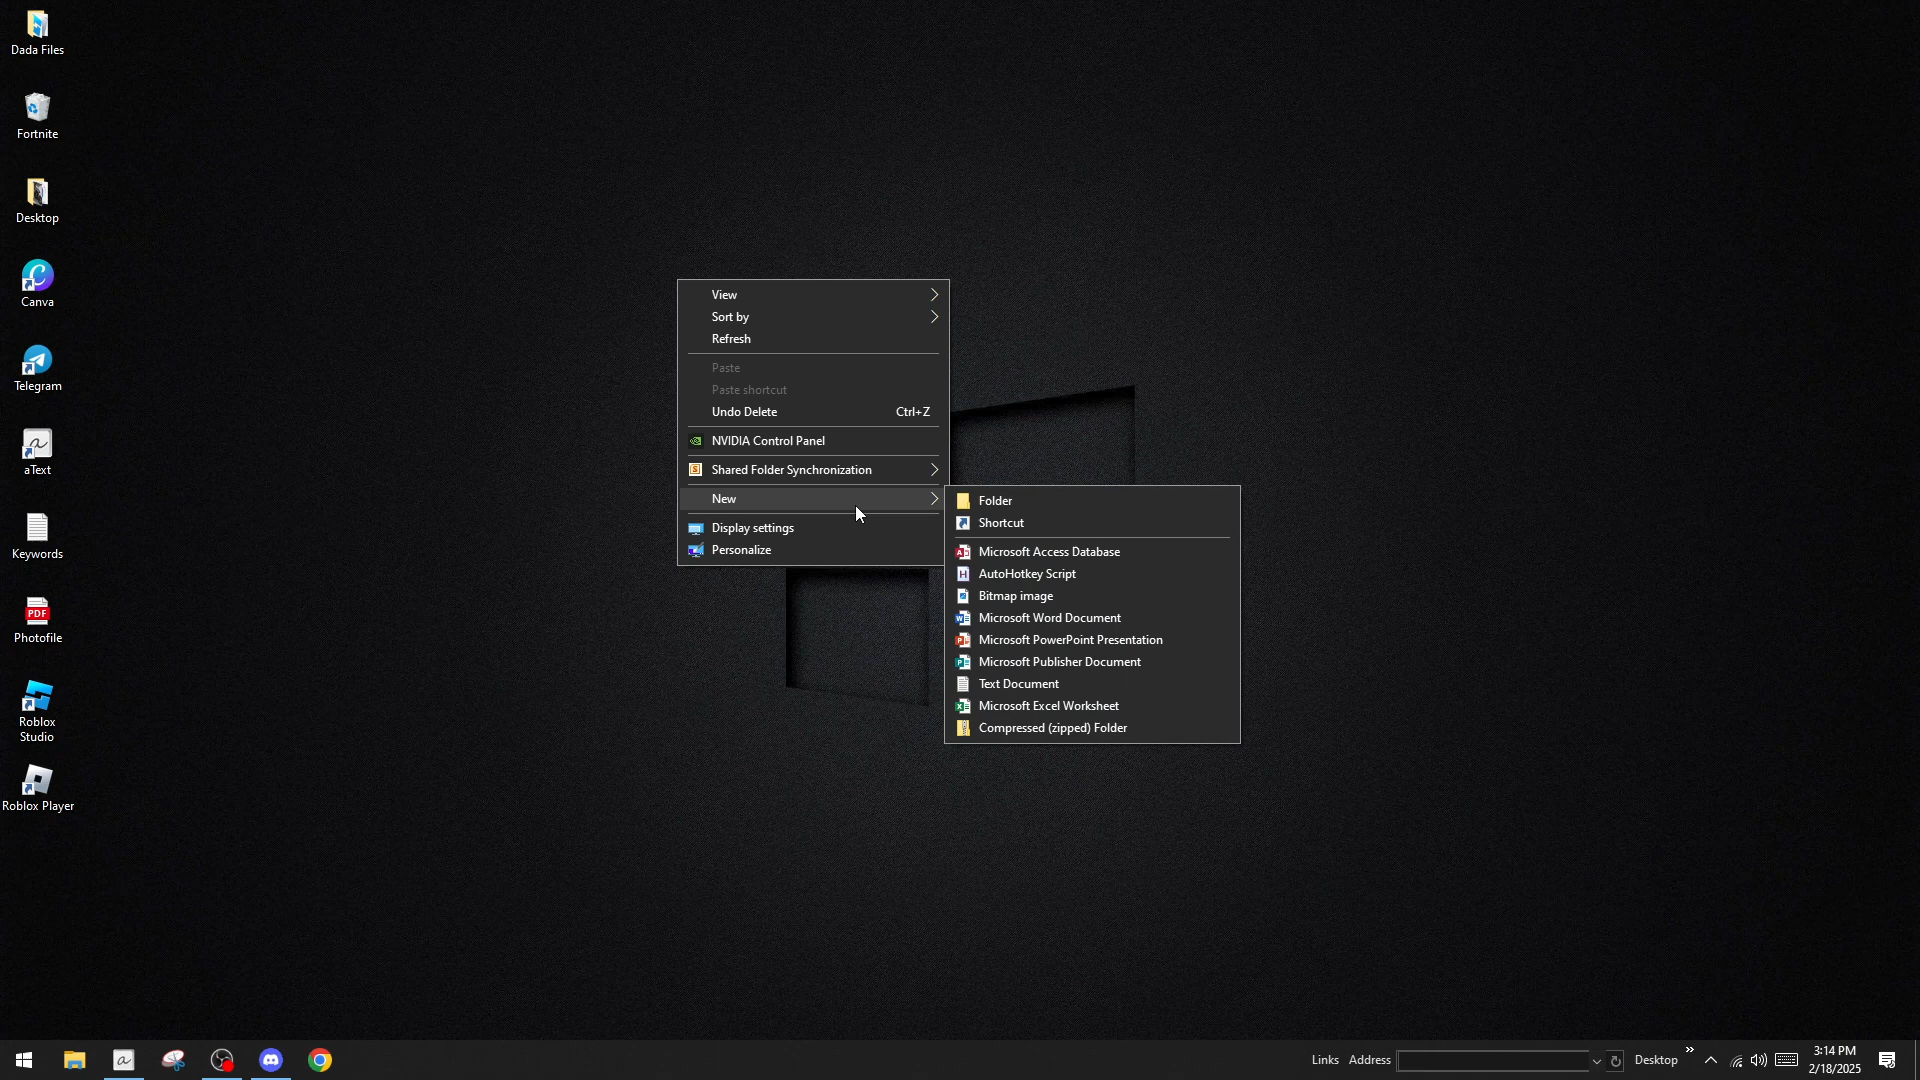 Dada Files
Fortnite
Desktop
Canva
Telegram
aText
Keywords
PDF
Photofile
Roblox
Studio
Roblox Player
View
Sort by
Refresh
Paste
Paste shortcut
Undo Delete Ctrl+Z
NVIDIA Control Panel
Shared Folder Synchronization
New
Display settings
Personalize
Folder
Shortcut
Microsoft Access Database
AutoHotkey Script
Bitmap image
Microsoft Word Document
Microsoft PowerPoint Presentation
Microsoft Publisher Document
Text Document
Microsoft Excel Worksheet
Compressed (zipped) Folder
Links Address Desktop
3:14 PM
2/18/2025